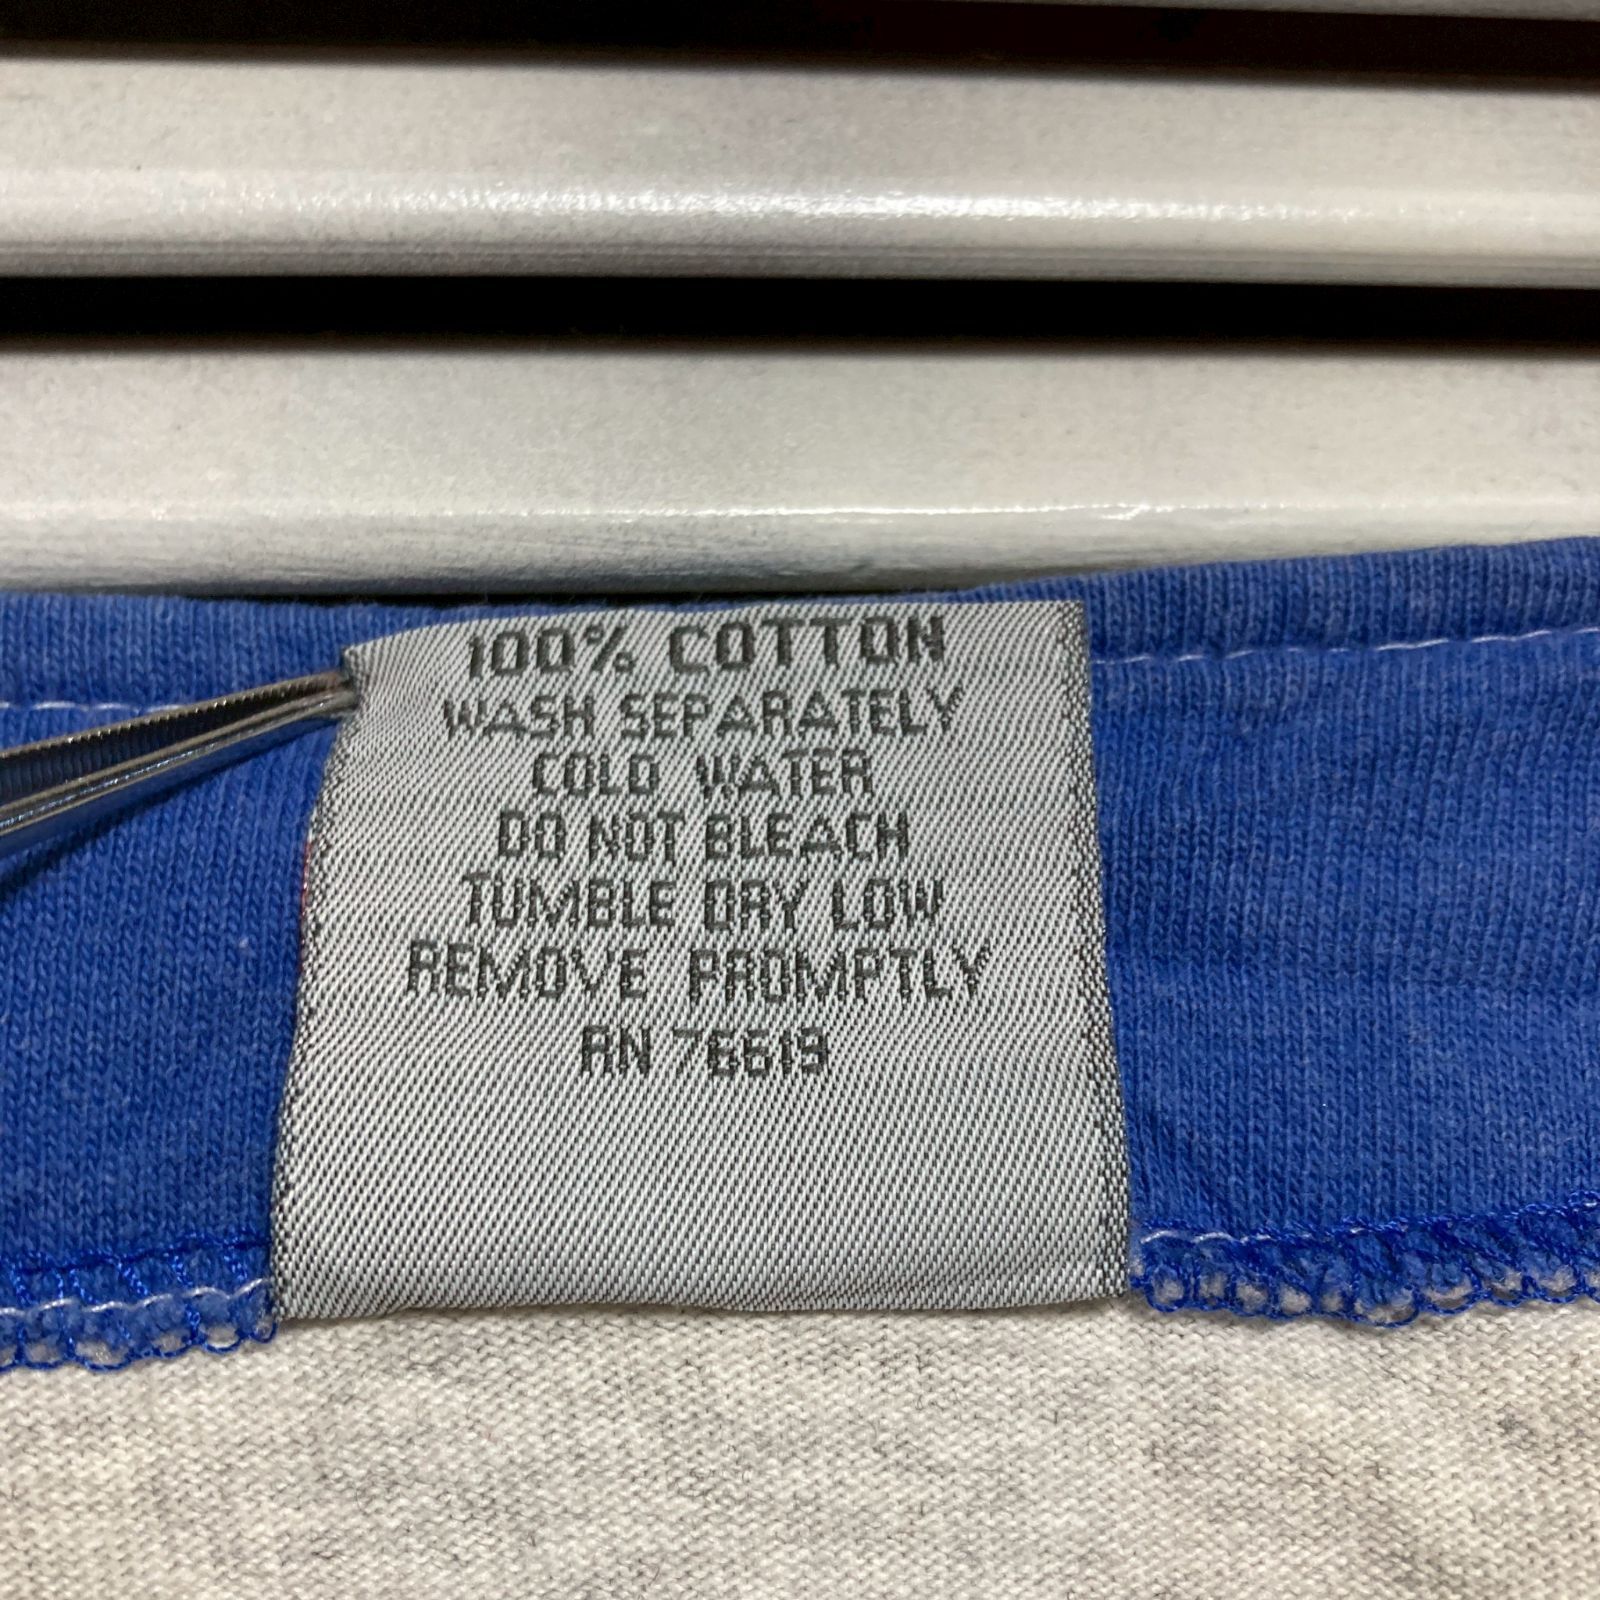 100% COTTON
WASH SEPARATELY
COLD WATER
DO NOT BLEACH
TUMBLE DRY LOW
REMOVE PROMPTLY
RN 76619